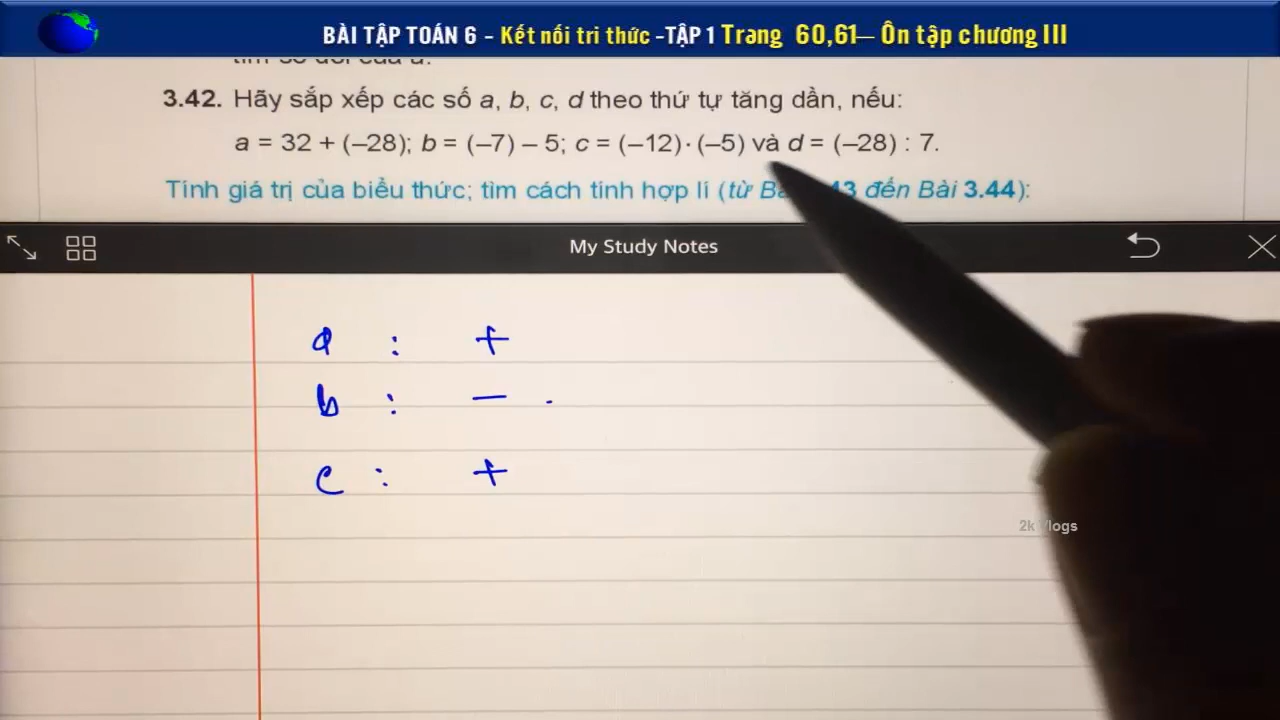 BÀI TẬP TOÁN 6 - Kết nối tri thức -TẬP 1 Trang 60,61– Ôn tập chương III
3.42. Hãy sắp xếp các số a, b, c, d theo thứ tự tăng dần, nếu:
a = 32 + (–28); b = (–7) – 5; c = (–12) · (–5) và d = (–28) : 7.
Tính giá trị của biểu thức; tìm cách tính hợp lí (từ đến Bài 3.44):
My Study Notes
a : +
b : – .
c : +
2k Vlogs